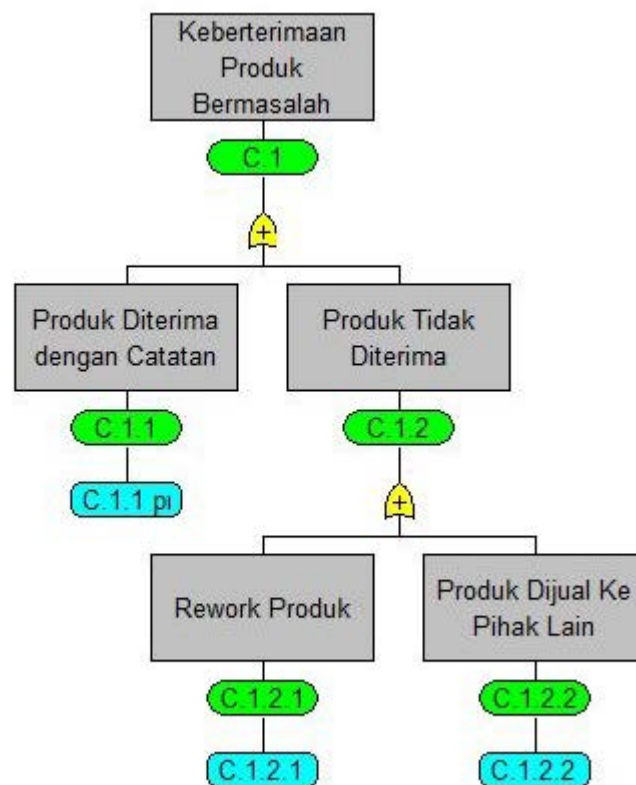 Keberterimaan
Produk
Bermasalah
C.1
+
Produk Diterima
dengan Catatan
Produk Tidak
Diterima
C.1.1
C.1.2
C.1.1 pı
+
Rework Produk
Produk Dijual Ke
Pihak Lain
C.1.2.1
C.1.2.2
C.1.2.1
C.1.2.2